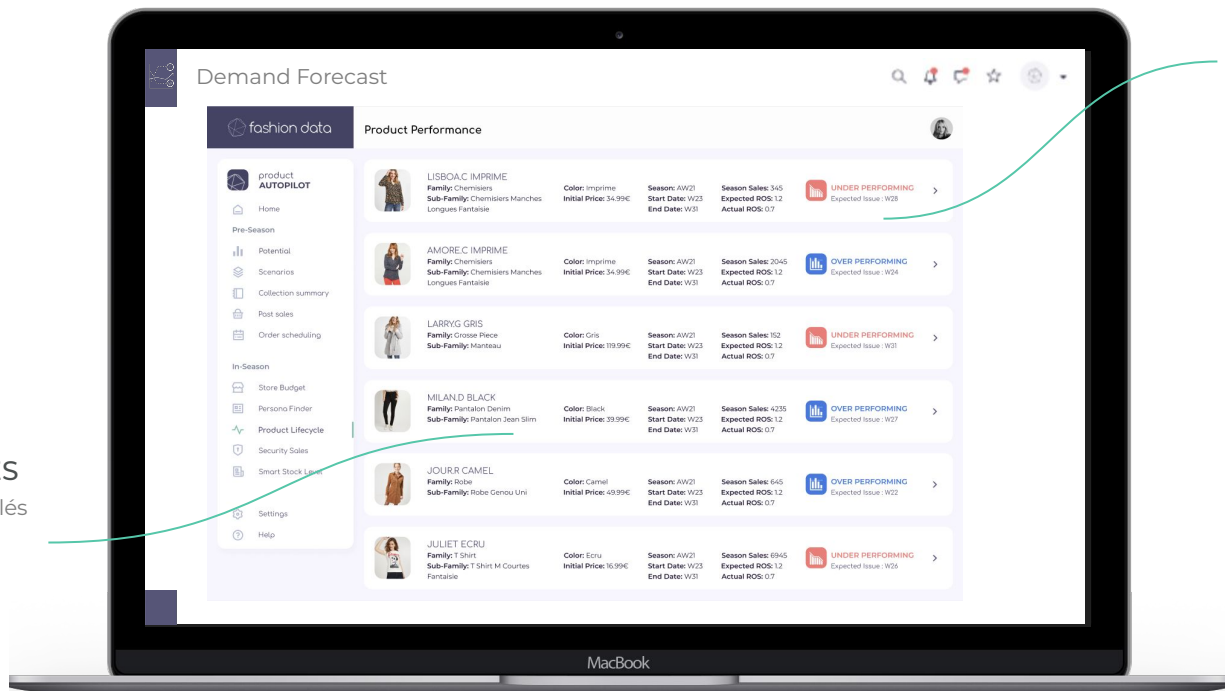 Demand Forecast
fashion data
Product Performance
product
AUTOPILOT
Home
Pre-Season
Potential
Scenarios
Collection summary
Past sales
Order scheduling
In-Season
Store Budget
Persona Finder
Product Lifecycle
Security Sales
Smart Stock Level
Settings
Help
LISBOA.C IMPRIME
Family: Chemisiers
Sub-Family: Chemisiers Manches
Longues Fantaisie
Color: Imprime
Initial Price: 34.99€
Season: AW21
Start Date: W23
End Date: W31
Season Sales: 345
Expected ROS: 1.2
Actual ROS: 0.7
UNDER PERFORMING
Expected Issue : W28
AMORE.C IMPRIME
Family: Chemisiers
Sub-Family: Chemisiers Manches
Longues Fantaisie
Color: Imprime
Initial Price: 34.99€
Season: AW21
Start Date: W23
End Date: W31
Season Sales: 2045
Expected ROS: 1.2
Actual ROS: 0.7
OVER PERFORMING
Expected Issue : W24
LARRY.G GRIS
Family: Grosse Piece
Sub-Family: Manteau
Color: Gris
Initial Price: 119.99€
Season: AW21
Start Date: W23
End Date: W31
Season Sales: 152
Expected ROS: 1.2
Actual ROS: 0.7
UNDER PERFORMING
Expected Issue : W31
MILAN.D BLACK
Family: Pantalon Denim
Sub-Family: Pantalon Jean Slim
Color: Black
Initial Price: 39.99€
Season: AW21
Start Date: W23
End Date: W31
Season Sales: 4235
Expected ROS: 1.2
Actual ROS: 0.7
OVER PERFORMING
Expected Issue : W27
JOUR.R CAMEL
Family: Robe
Sub-Family: Robe Genou Uni
Color: Camel
Initial Price: 49.99€
Season: AW21
Start Date: W23
End Date: W31
Season Sales: 645
Expected ROS: 1.2
Actual ROS: 0.7
OVER PERFORMING
Expected Issue : W22
JULIET ECRU
Family: T Shirt
Sub-Family: T Shirt M Courtes
Fantaisie
Color: Ecru
Initial Price: 16.99€
Season: AW21
Start Date: W23
End Date: W31
Season Sales: 6945
Expected ROS: 1.2
Actual ROS: 0.7
UNDER PERFORMING
Expected Issue : W26
lés
MacBook